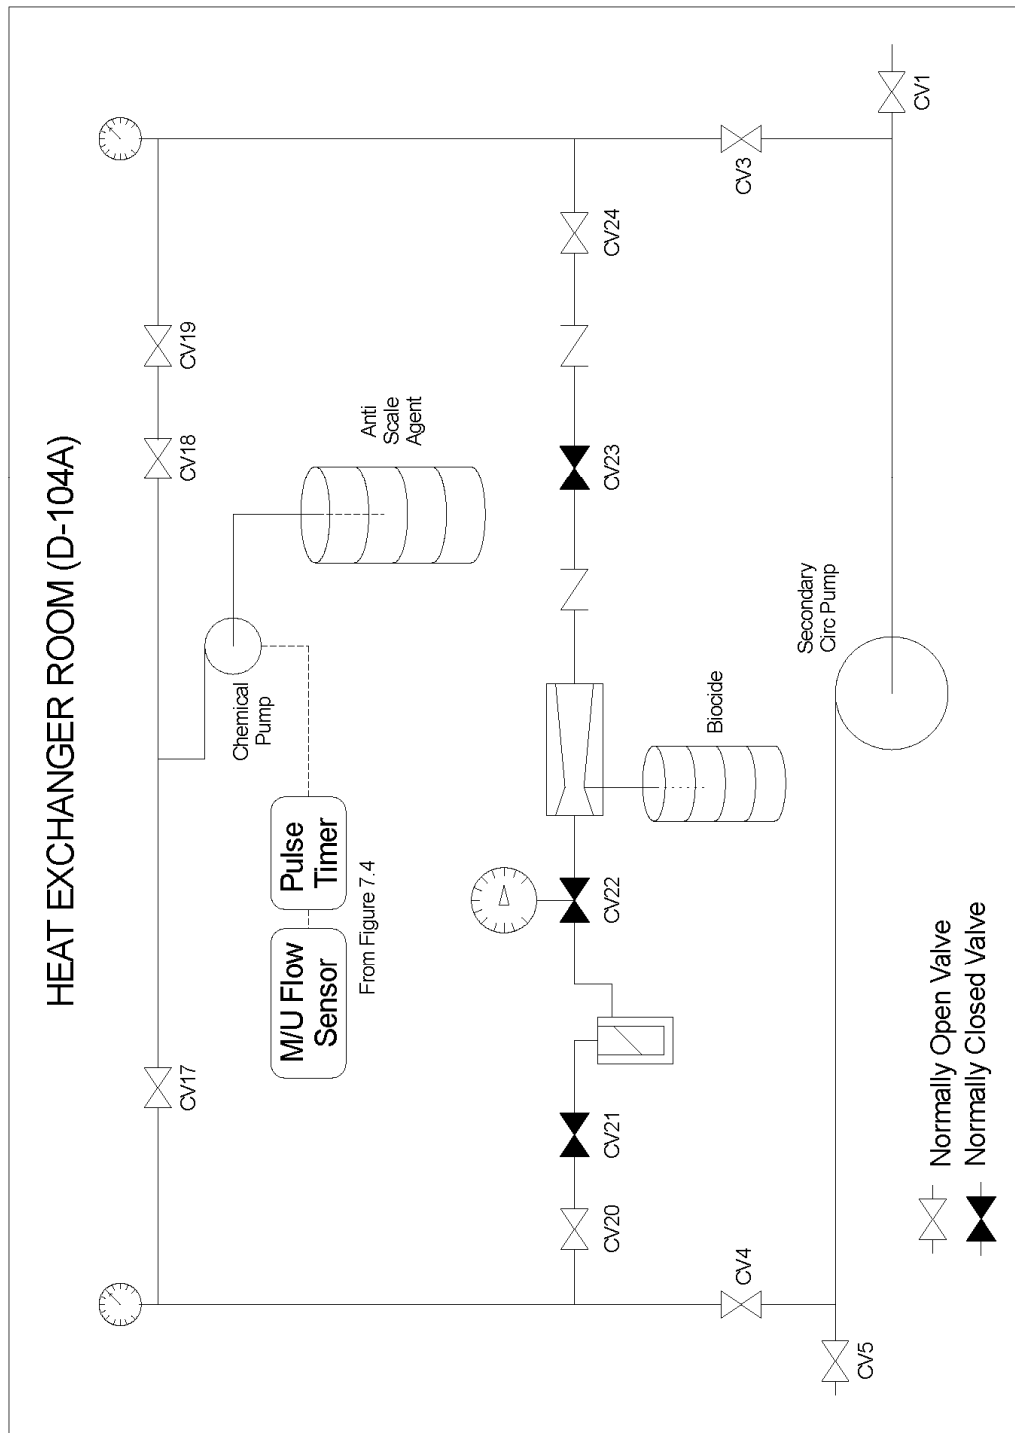 HEAT EXCHANGER ROOM (D-104A)
CV17
CV18
CV19
M/U Flow
Sensor
Pulse
Timer
From Figure 7.4
Chemical
Pump
Anti
Scale
Agent
CV20
CV21
CV22
CV23
CV24
Biocide
CV4
CV3
Secondary
Circ Pump
CV5
CV1
Normally Open Valve
Normally Closed Valve